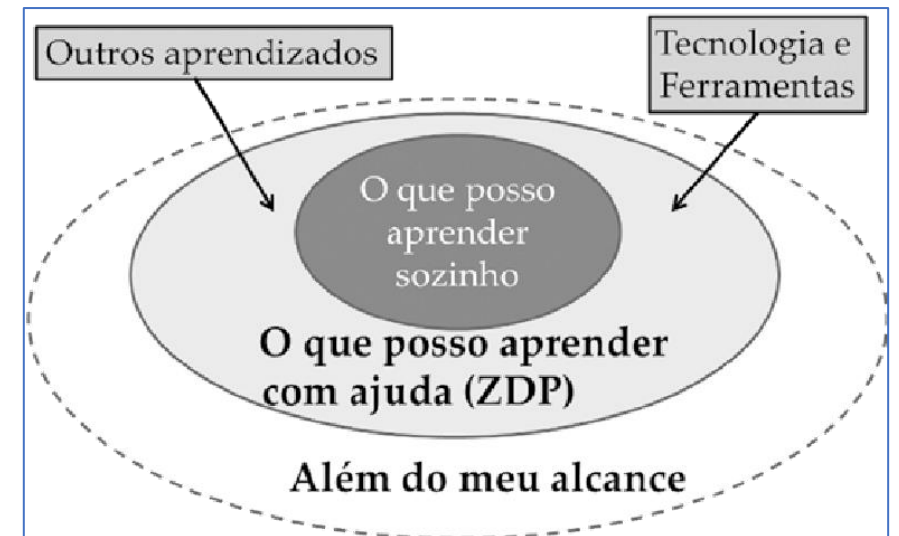 Outros aprendizados
Tecnologia e
Ferramentas
O que posso
aprender
sozinho
O que posso aprender
com ajuda (ZDP)
Além do meu alcance